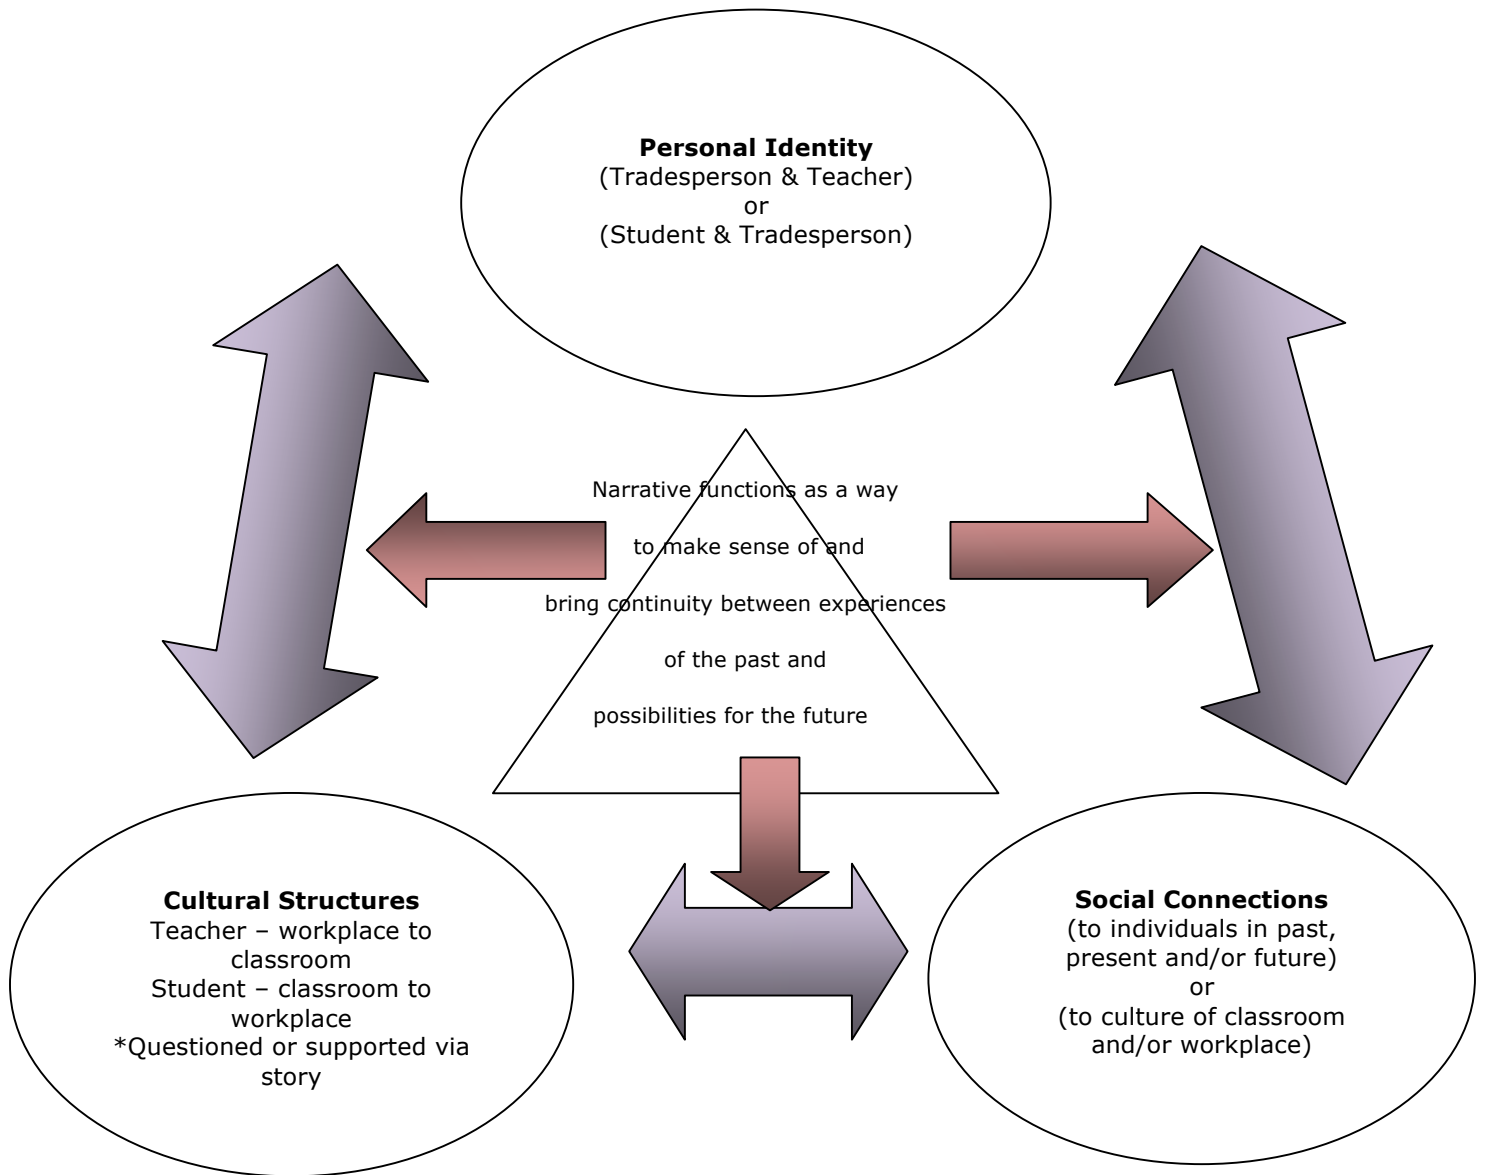 Personal Identity
(Tradesperson & Teacher)
or
(Student & Tradesperson)
Narrative functions as a way
to make sense of and
bring continuity between experiences
of the past and
possibilities for the future
Cultural Structures
Teacher – workplace to
classroom
Student – classroom to
workplace
*Questioned or supported via
story
Social Connections
(to individuals in past,
present and/or future)
or
(to culture of classroom
and/or workplace)